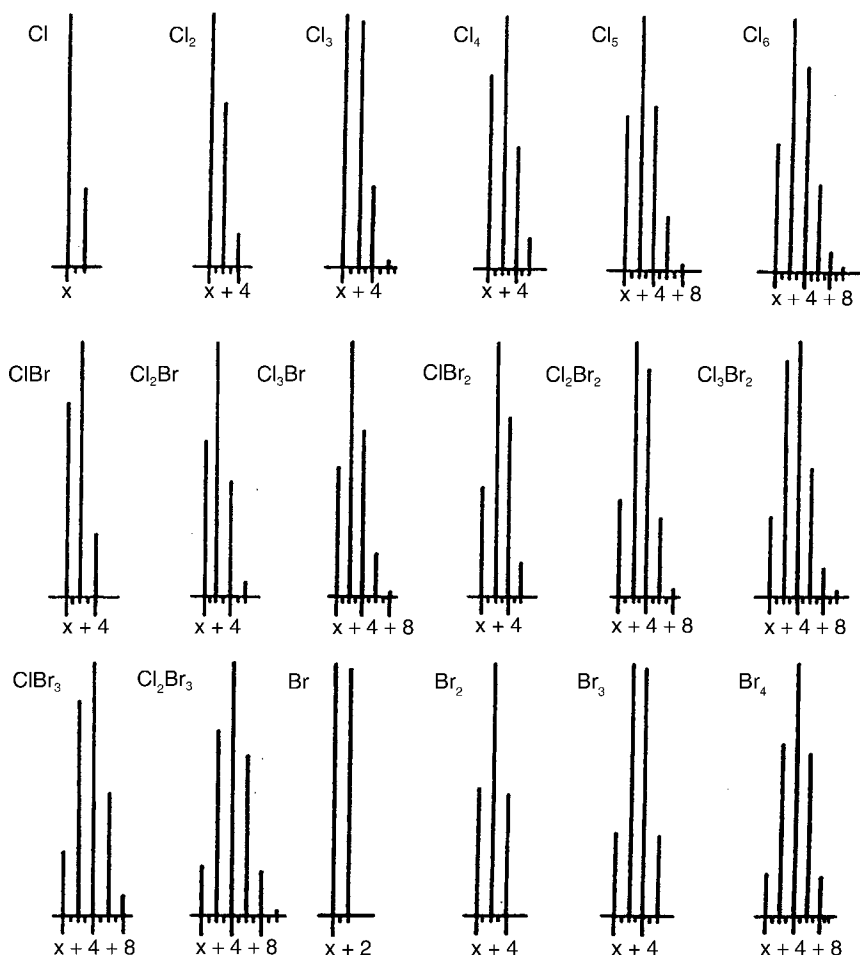 Cl Cl₂ Cl₃ Cl₄ Cl₅ Cl₆
x x + 4 x + 4 x + 4 x + 4 + 8 x + 4 + 8
ClBr Cl₂Br Cl₃Br ClBr₂ Cl₂Br₂ Cl₃Br₂
x + 4 x + 4 x + 4 + 8 x + 4 x + 4 + 8 x + 4 + 8
ClBr₃ Cl₂Br₃ Br Br₂ Br₃ Br₄
x + 4 + 8 x + 4 + 8 x + 2 x + 4 x + 4 x + 4 + 8